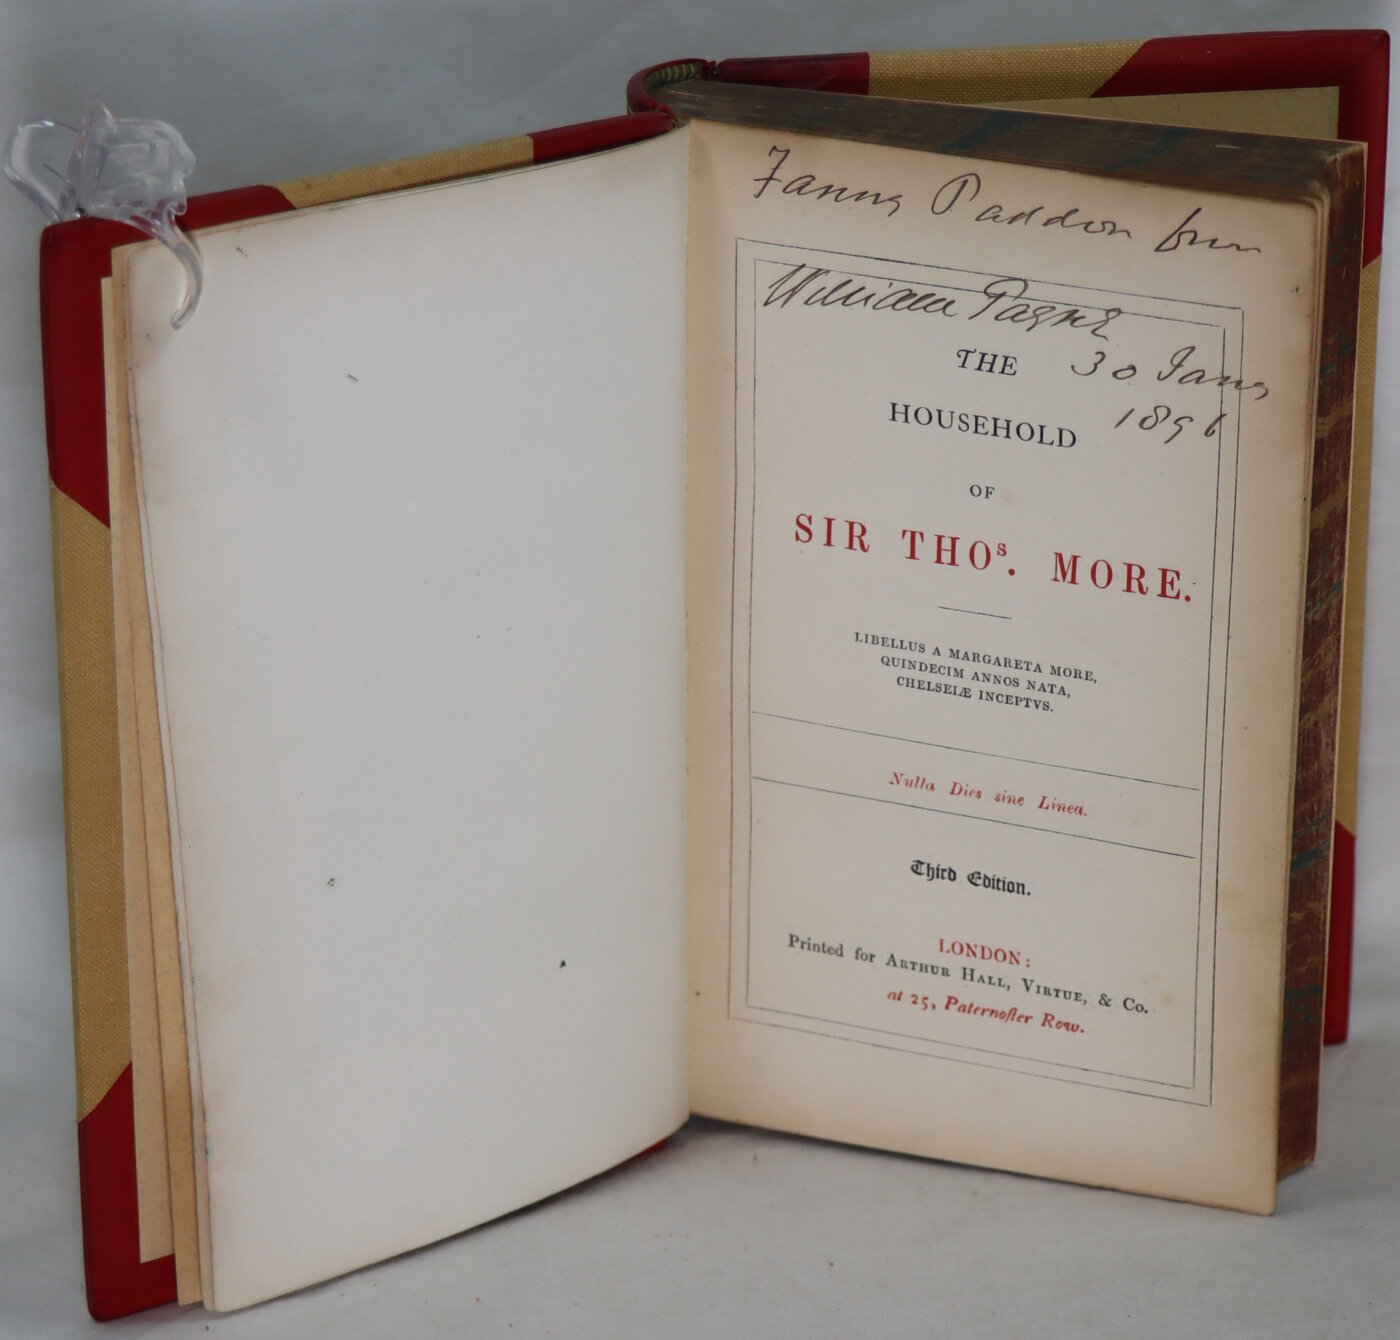 Fanny Paddon from
William Payne
30 Jany
1896
THE
HOUSEHOLD
OF
SIR THOˢ. MORE.
LIBELLUS A MARGARETA MORE,
QUINDECIM ANNOS NATA,
CHELSEIÆ INCEPTVS.
Nulla Dies sine Linea.
Third Edition.
LONDON:
Printed for ARTHUR HALL, VIRTUE, & Co.
at 25, Paternoſter Row.